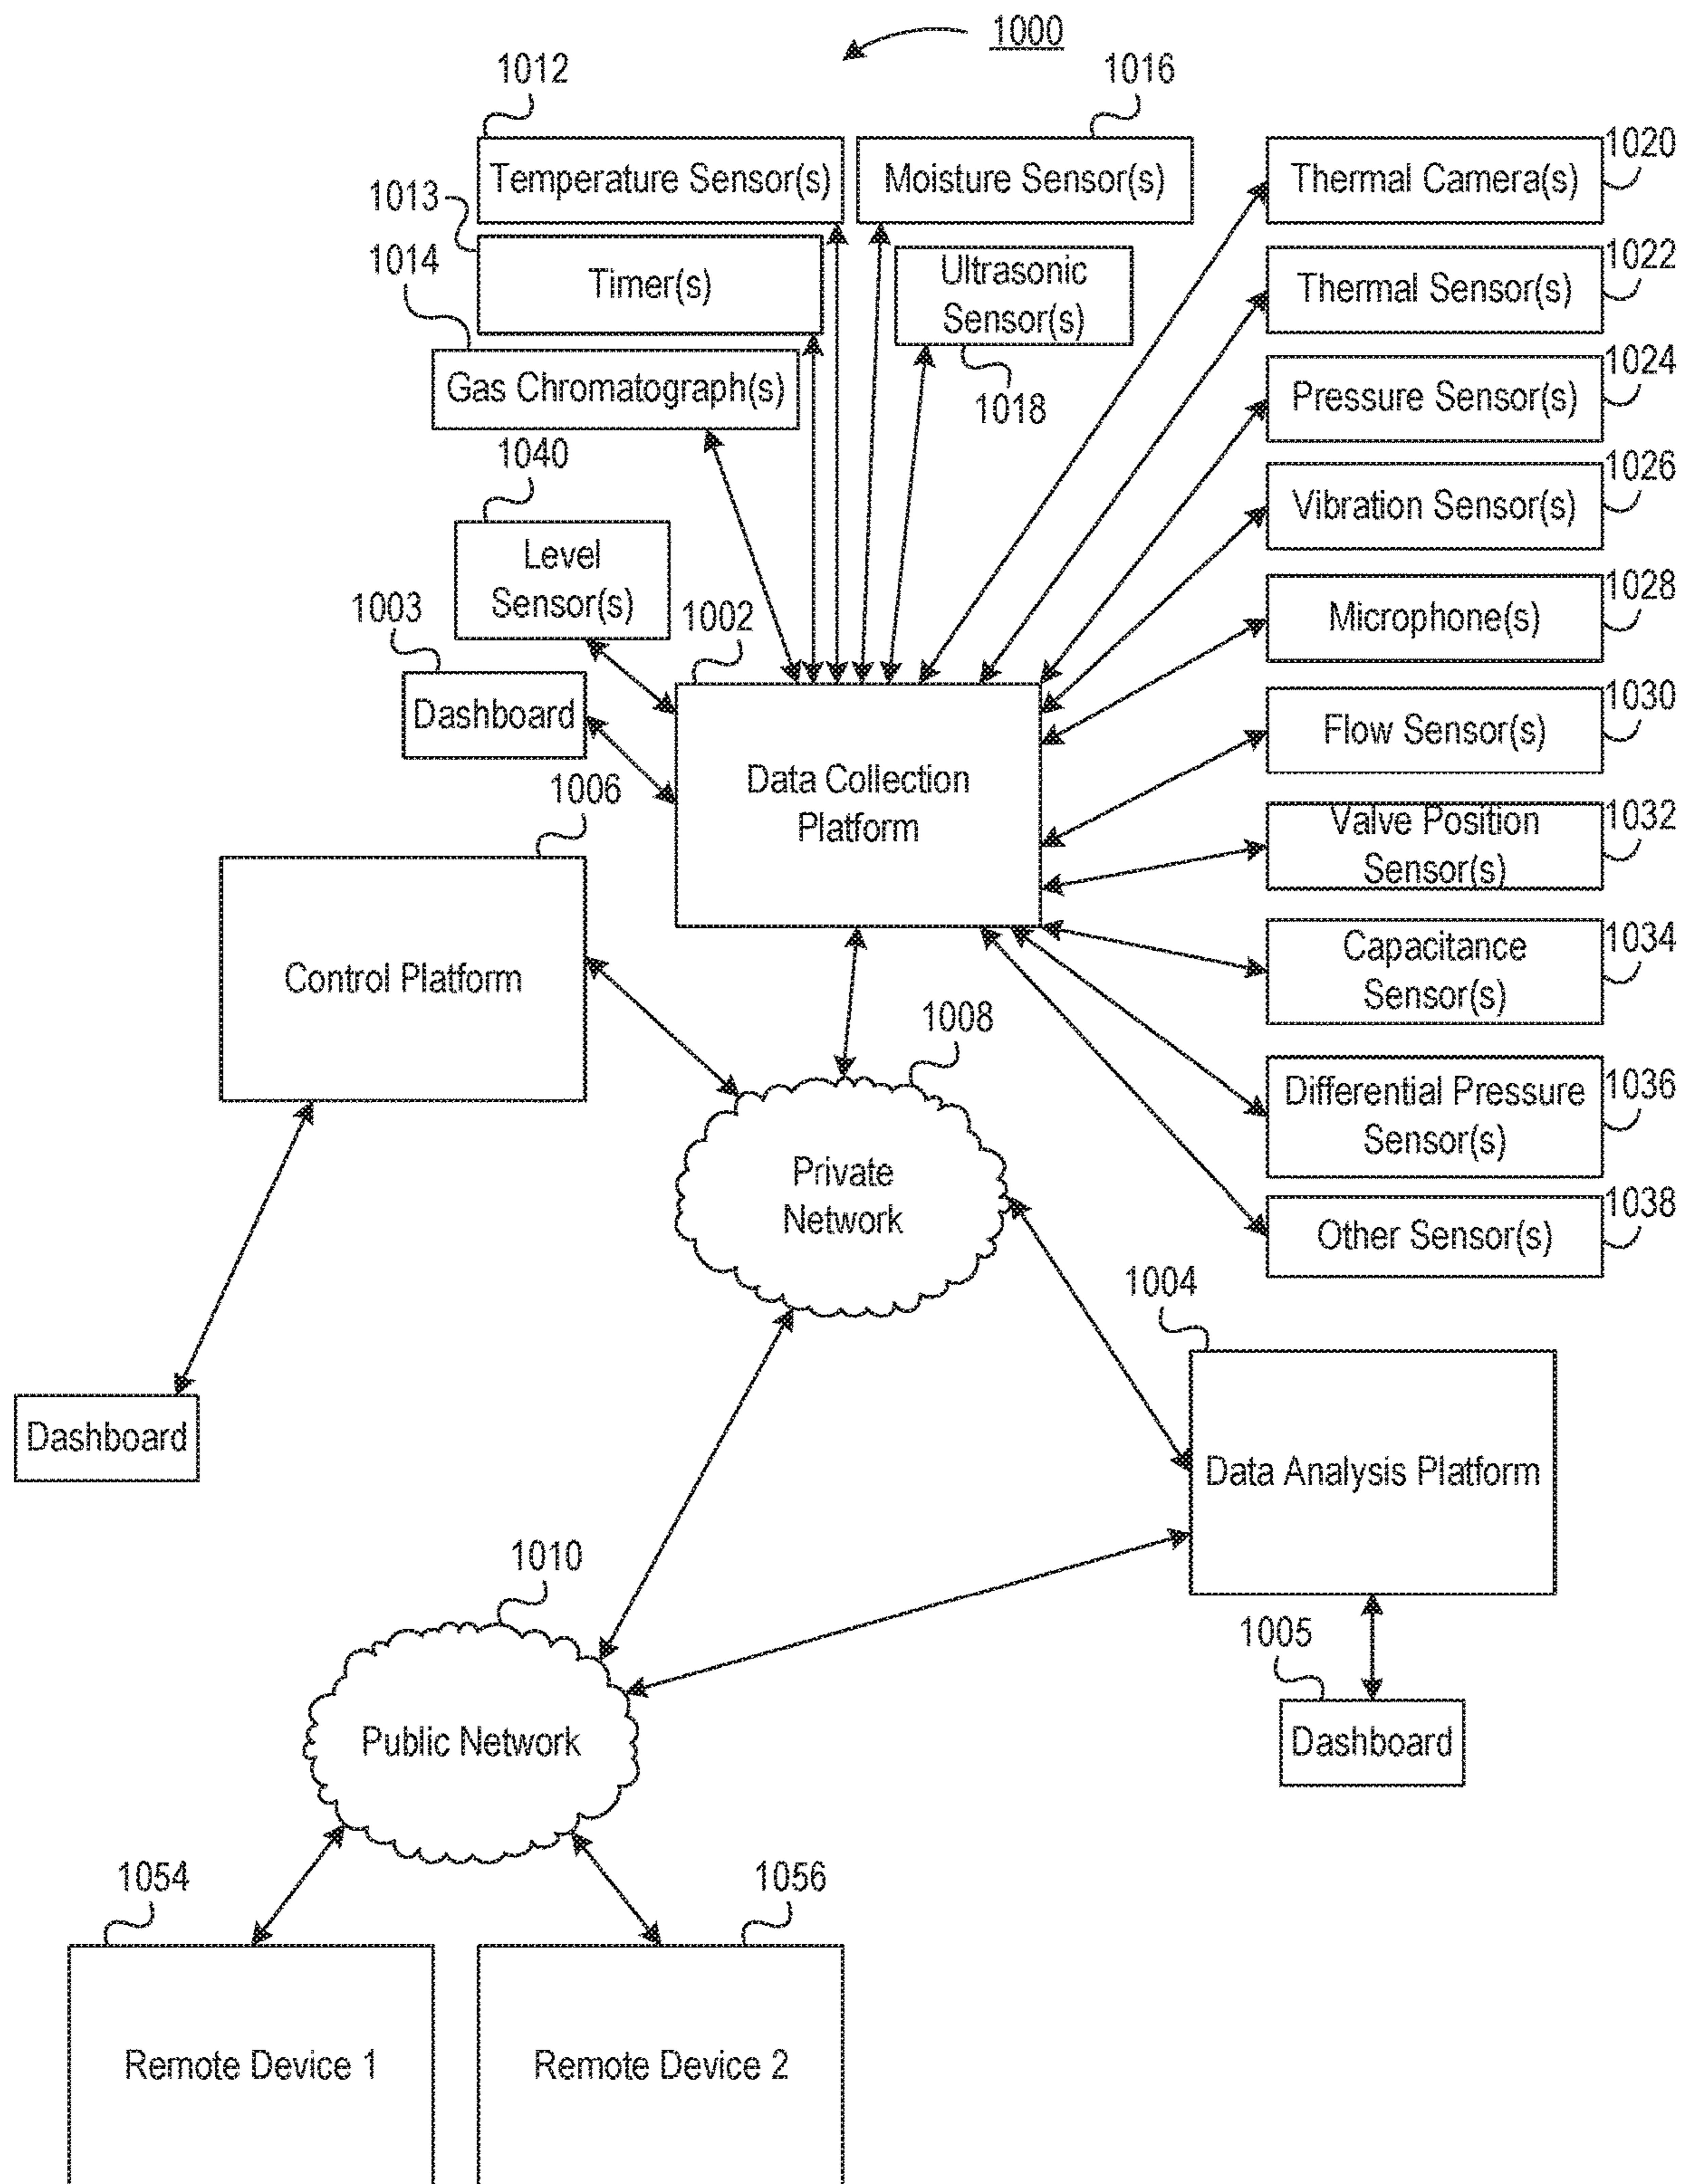 1000
1012
1016
Temperature Sensor(s)
Moisture Sensor(s)
Thermal Camera(s)
1020
1013
Timer(s)
Ultrasonic
Sensor(s)
1018
Thermal Sensor(s)
1022
1014
Gas Chromatograph(s)
Pressure Sensor(s)
1024
1040
Level
Sensor(s)
Vibration Sensor(s)
1026
Microphone(s)
1028
1003
Dashboard
1002
Data Collection
Platform
Flow Sensor(s)
1030
Valve Position
Sensor(s)
1032
1006
Control Platform
Capacitance
Sensor(s)
1034
1008
Private
Network
Differential Pressure
Sensor(s)
1036
Other Sensor(s)
1038
1004
Data Analysis Platform
Dashboard
1010
Public Network
1005
Dashboard
1054
Remote Device 1
1056
Remote Device 2